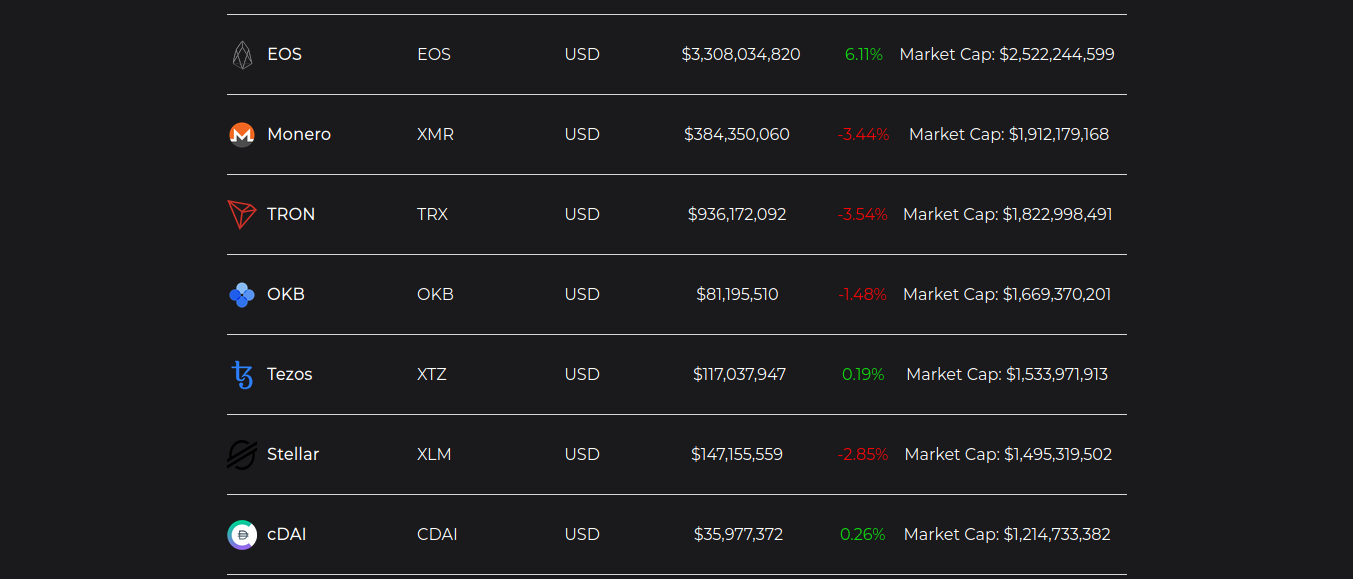 EOS EOS USD $3,308,034,820 6.11% Market Cap: $2,522,244,599
Monero XMR USD $384,350,060 -3.44% Market Cap: $1,912,179,168
TRON TRX USD $936,172,092 -3.54% Market Cap: $1,822,998,491
OKB OKB USD $81,195,510 -1.48% Market Cap: $1,669,370,201
Tezos XTZ USD $117,037,947 0.19% Market Cap: $1,533,971,913
Stellar XLM USD $147,155,559 -2.85% Market Cap: $1,495,319,502
cDAI CDAI USD $35,977,372 0.26% Market Cap: $1,214,733,382